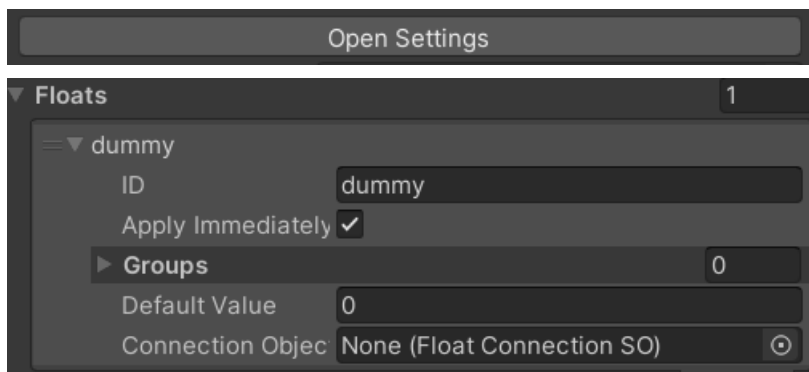 Open Settings
Floats 1
dummy
ID dummy
Apply Immediately
Groups 0
Default Value 0
Connection Objec None (Float Connection SO)